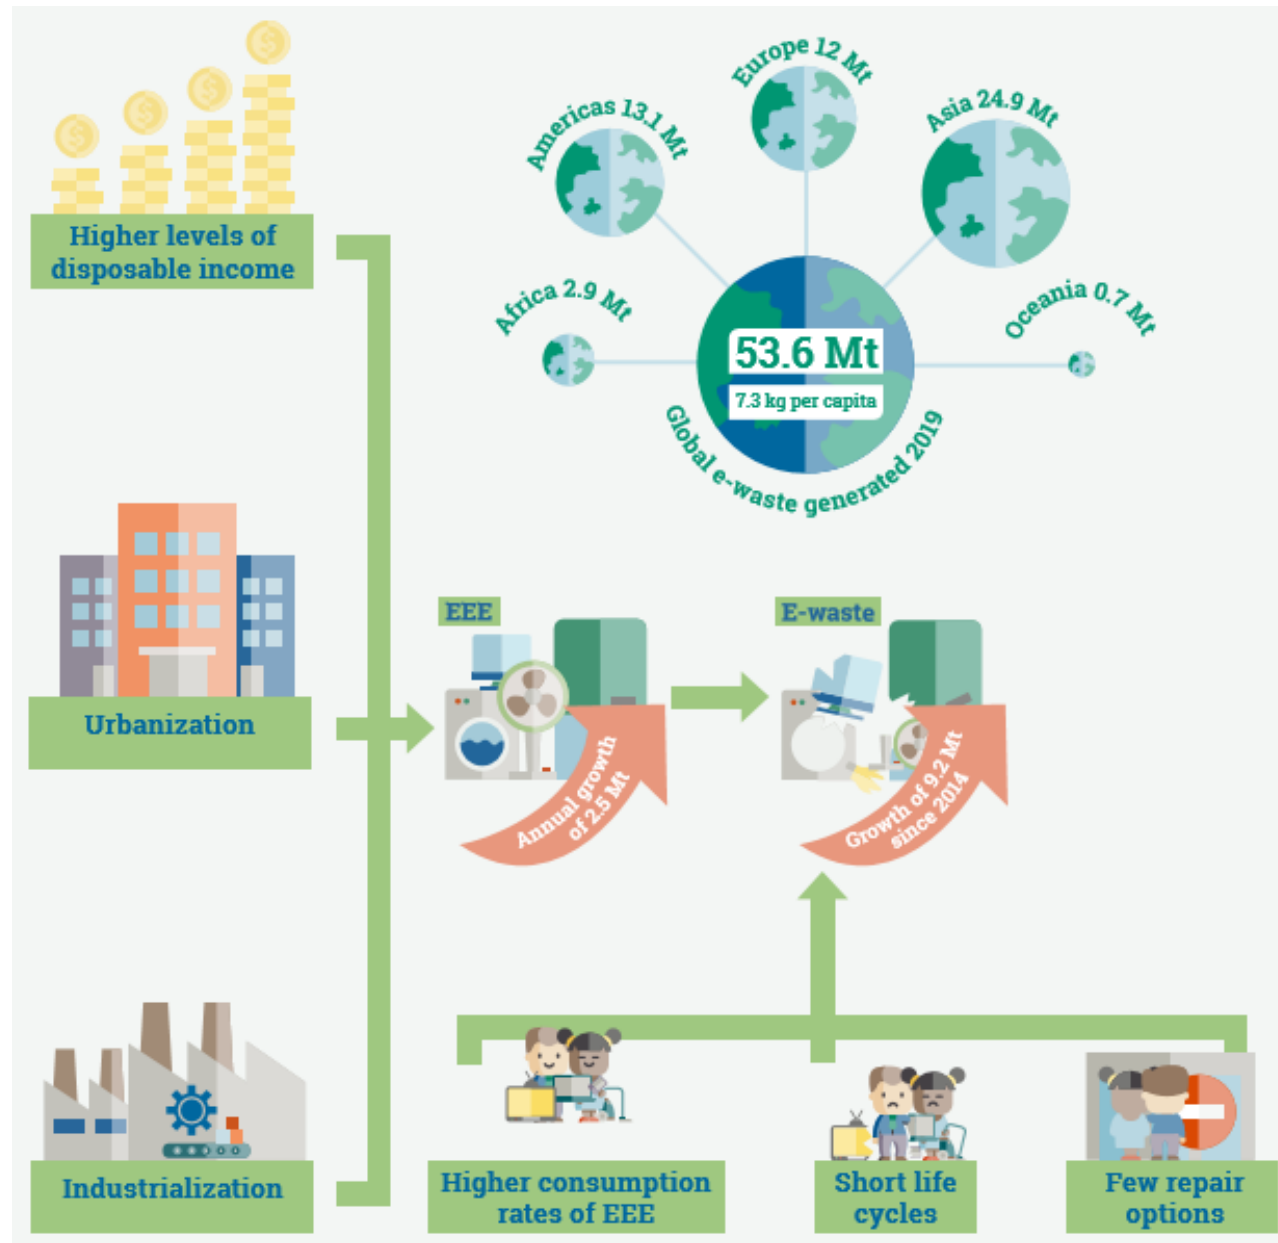 Higher levels of
disposable income
Europe 12 Mt
Americas 13.1 Mt
Asia 24.9 Mt
Africa 2.9 Mt
Oceania 0.7 Mt
53.6 Mt
7.3 kg per capita
Global e-waste generated 2019
Urbanization
EEE
Annual growth
of 2.5 Mt
E-waste
Growth of 9.2 Mt
since 2014
Industrialization
Higher consumption
rates of EEE
Short life
cycles
Few repair
options